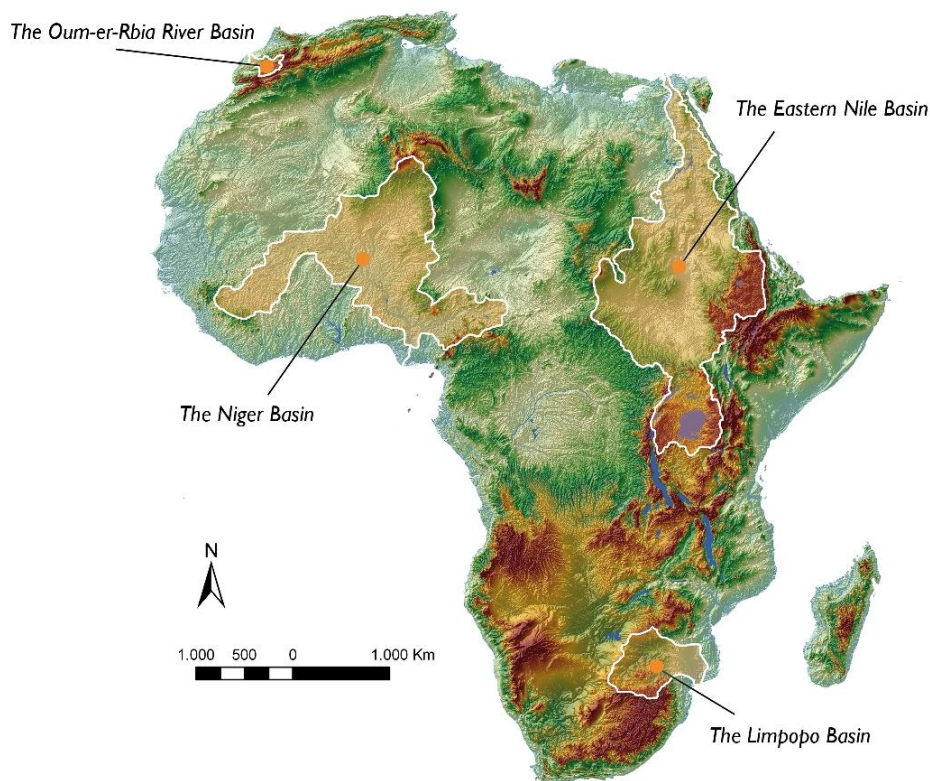 The Oum-er-Rbia River Basin
The Eastern Nile Basin
The Niger Basin
N
1.000 500 0 1.000 Km
The Limpopo Basin